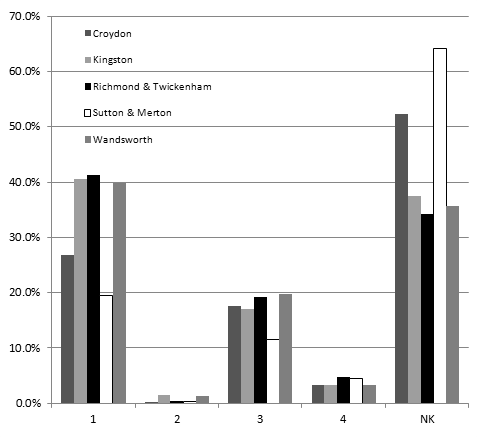 70.0%
60.0%
50.0%
40.0%
30.0%
20.0%
10.0%
0.0%
Croydon
Kingston
Richmond & Twickenham
Sutton & Merton
Wandsworth
1 2 3 4 NK